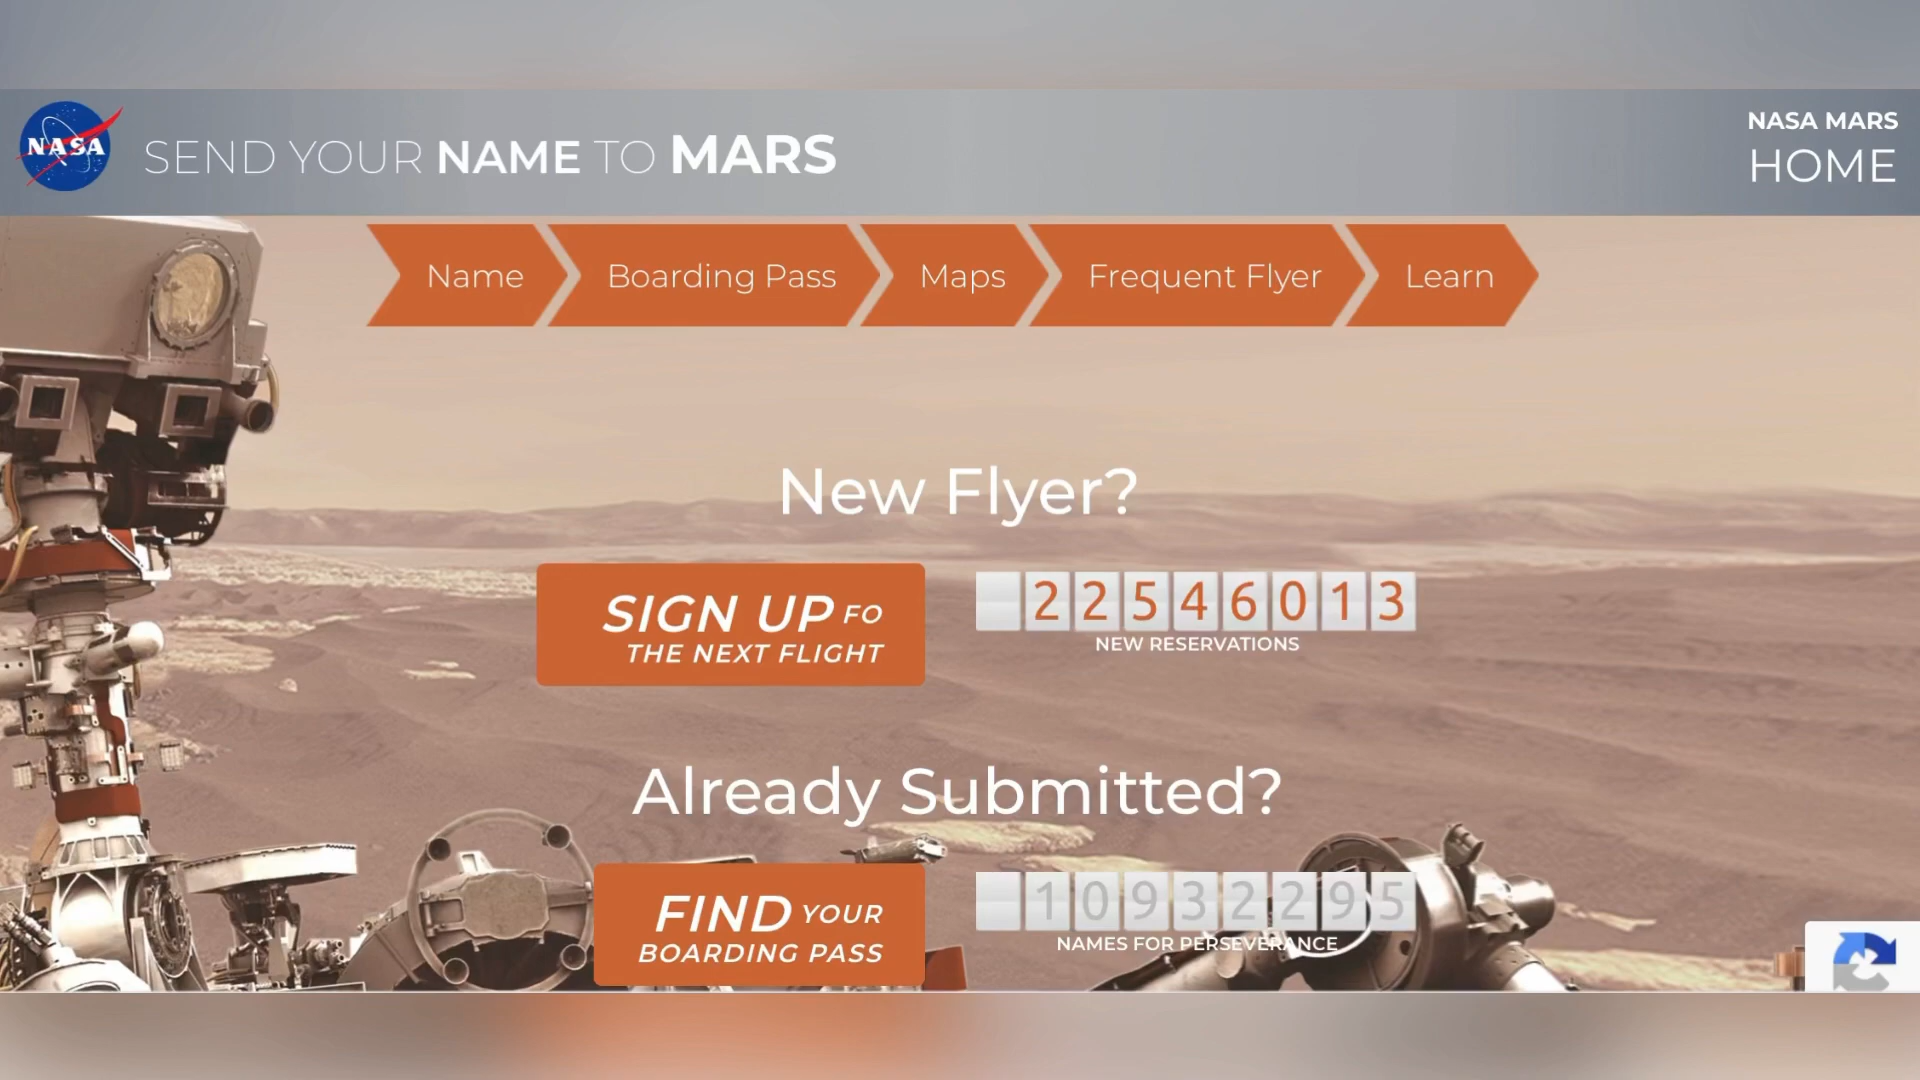 NASA
SEND YOUR NAME TO MARS
NASA MARS
HOME
Name
Boarding Pass
Maps
Frequent Flyer
Learn
New Flyer?
SIGN UP FO
THE NEXT FLIGHT
22546013
NEW RESERVATIONS
Already Submitted?
FIND YOUR
BOARDING PASS
10932295
NAMES FOR PERSEVERANCE